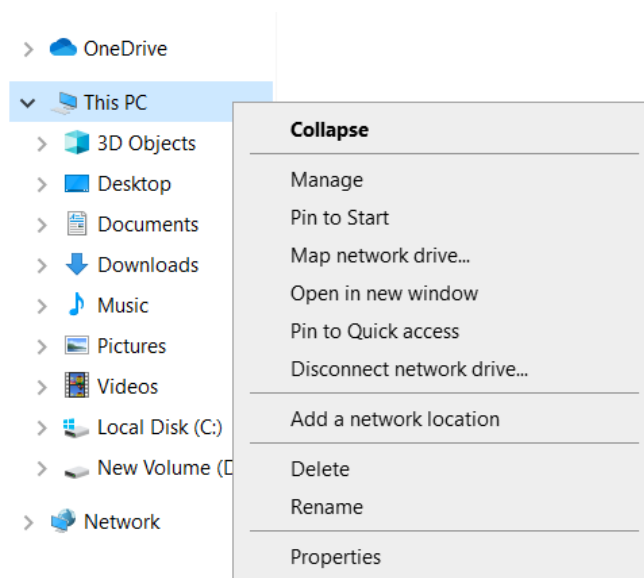 OneDrive
This PC
3D Objects
Desktop
Documents
Downloads
Music
Pictures
Videos
Local Disk (C:)
New Volume (
Network
Collapse
Manage
Pin to Start
Map network drive...
Open in new window
Pin to Quick access
Disconnect network drive...
Add a network location
Delete
Rename
Properties